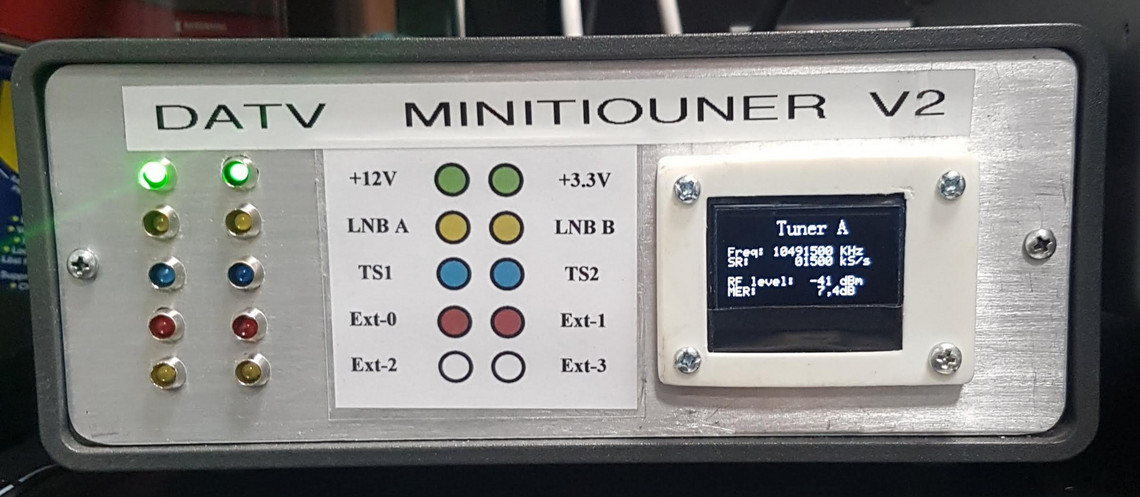 DATV MINITIOUNER V2
+12V +3.3V
LNB A LNB B
TS1 TS2
Ext-0 Ext-1
Ext-2 Ext-3
Tuner A
Freq: 10491500 KHz
SR: 01500 kS/s
RF level: -41 dBm
MER: 7,4dB